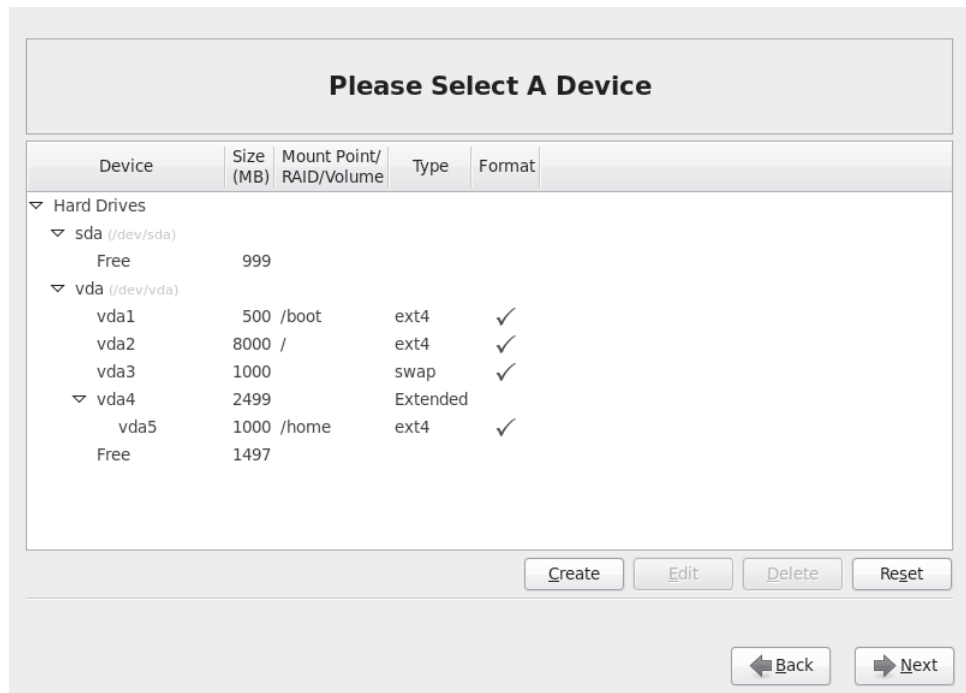 Please Select A Device
Device Size (MB) Mount Point/ RAID/Volume Type Format
Hard Drives
sda (/dev/sda)
Free 999
vda (/dev/vda)
vda1 500 /boot ext4 ✓
vda2 8000 / ext4 ✓
vda3 1000 swap ✓
vda4 2499 Extended
vda5 1000 /home ext4 ✓
Free 1497
Create Edit Delete Reset
Back Next